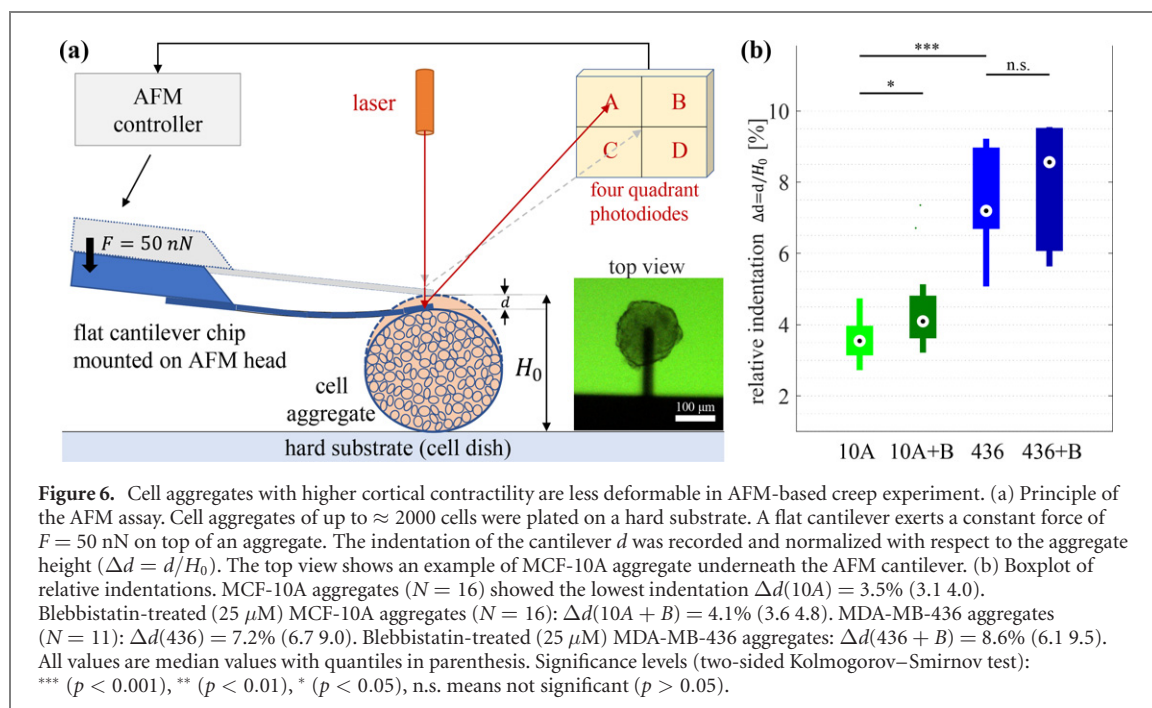 (a)
AFM
controller
laser
A B
C D
four quadrant
photodiodes
F = 50 nN
flat cantilever chip
mounted on AFM head
d
H₀
cell
aggregate
hard substrate (cell dish)
top view
100 μm
(b)
***
*
n.s.
relative indentation Δd=d/H₀ [%]
10
8
6
4
2
10A 10A+B 436 436+B
Figure 6. Cell aggregates with higher cortical contractility are less deformable in AFM-based creep experiment. (a) Principle of
the AFM assay. Cell aggregates of up to ≈ 2000 cells were plated on a hard substrate. A flat cantilever exerts a constant force of
F = 50 nN on top of an aggregate. The indentation of the cantilever d was recorded and normalized with respect to the aggregate
height (Δd = d/H₀). The top view shows an example of MCF-10A aggregate underneath the AFM cantilever. (b) Boxplot of
relative indentations. MCF-10A aggregates (N = 16) showed the lowest indentation Δd(10A) = 3.5% (3.1 4.0).
Blebbistatin-treated (25 μM) MCF-10A aggregates (N = 16): Δd(10A + B) = 4.1% (3.6 4.8). MDA-MB-436 aggregates
(N = 11): Δd(436) = 7.2% (6.7 9.0). Blebbistatin-treated (25 μM) MDA-MB-436 aggregates: Δd(436 + B) = 8.6% (6.1 9.5).
All values are median values with quantiles in parenthesis. Significance levels (two-sided Kolmogorov–Smirnov test):
*** (p < 0.001), ** (p < 0.01), * (p < 0.05), n.s. means not significant (p > 0.05).